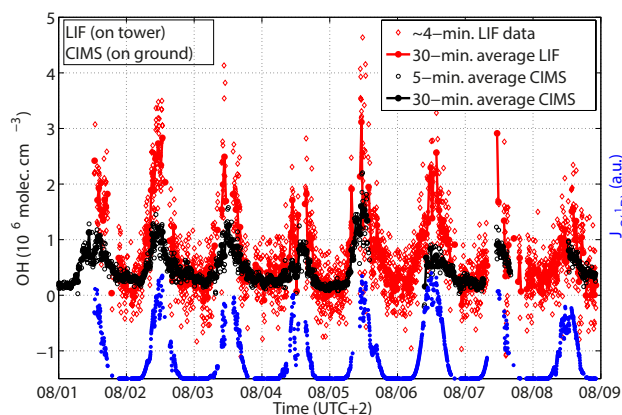 LIF (on tower)
CIMS (on ground)
~4−min. LIF data
30−min. average LIF
5−min. average CIMS
30−min. average CIMS
OH (10 6 molec. cm −3)
5
4
3
2
1
0
−1
08/01 08/02 08/03 08/04 08/05 08/06 08/07 08/08 08/09
Time (UTC+2)
(a.u.)